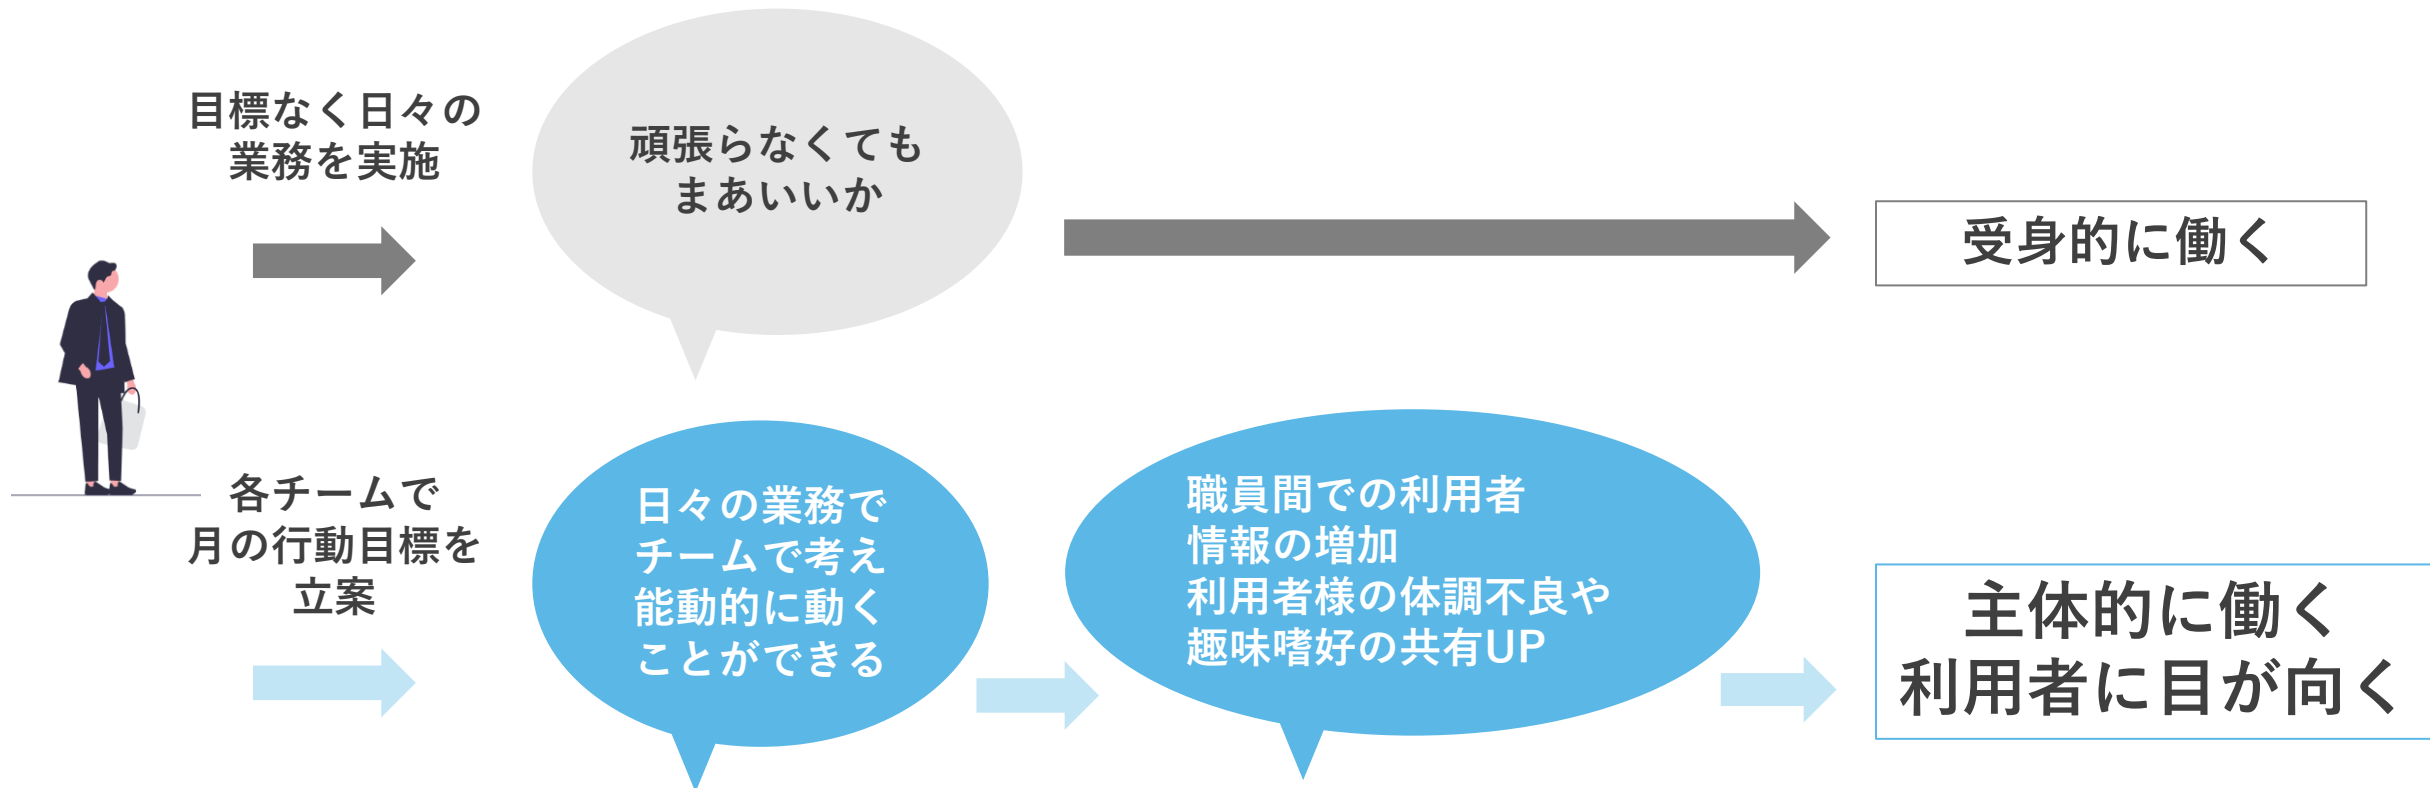 目標なく日々の
業務を実施
頑張らなくても
まあいいか
受身的に働く
各チームで
月の行動目標を
立案
日々の業務で
チームで考え
能動的に動く
ことができる
職員間での利用者
情報の増加
利用者様の体調不良や
趣味嗜好の共有UP
主体的に働く
利用者に目が向く